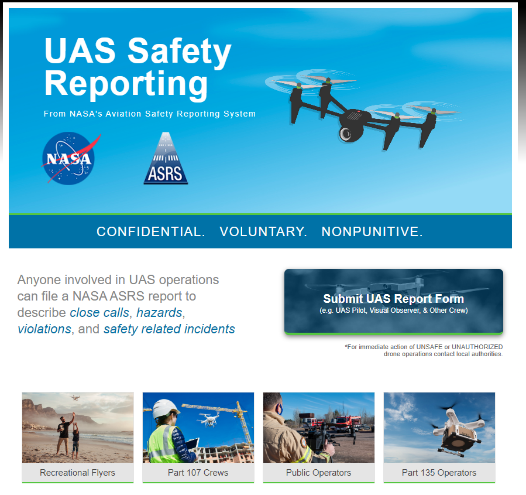 UAS Safety
Reporting
From NASA's Aviation Safety Reporting System
NASA
ASRS
CONFIDENTIAL. VOLUNTARY. NONPUNITIVE.
Anyone involved in UAS operations
can file a NASA ASRS report to
describe close calls, hazards,
violations, and safety related incidents
Submit UAS Report Form
(e.g. UAS Pilot, Visual Observer, & Other Crew)
*For immediate action of UNSAFE or UNAUTHORIZED
drone operations contact local authorities.
Recreational Flyers
Part 107 Crews
Public Operators
Part 135 Operators